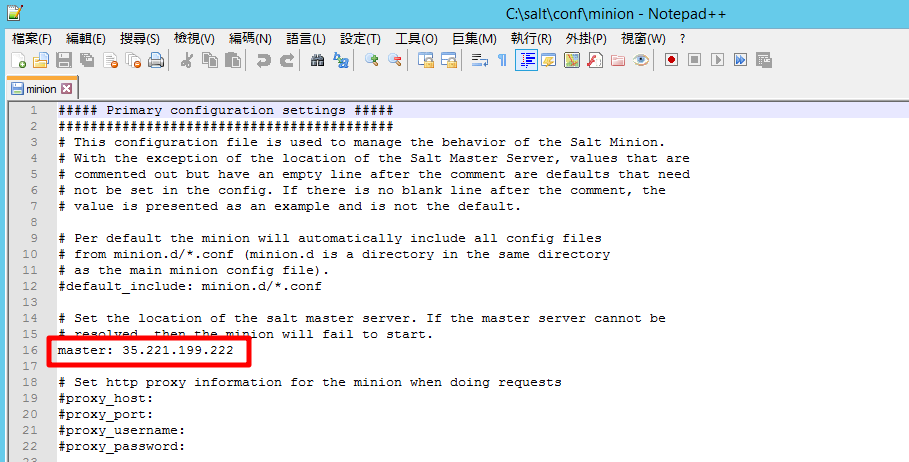 C:\salt\conf\minion - Notepad++
檔案(F) 編輯(E) 搜尋(S) 檢視(V) 編碼(N) 語言(L) 設定(T) 工具(O) 巨集(M) 執行(R) 外掛(P) 視窗(W) ?
minion
1 ##### Primary configuration settings #####
2 ##########################################
3 # This configuration file is used to manage the behavior of the Salt Minion.
4 # With the exception of the location of the Salt Master Server, values that are
5 # commented out but have an empty line after the comment are defaults that need
6 # not be set in the config. If there is no blank line after the comment, the
7 # value is presented as an example and is not the default.
8
9 # Per default the minion will automatically include all config files
10 # from minion.d/*.conf (minion.d is a directory in the same directory
11 # as the main minion config file).
12 #default_include: minion.d/*.conf
13
14 # Set the location of the salt master server. If the master server cannot be
15 # resolved, then the minion will fail to start.
16 master: 35.221.199.222
17
18 # Set http proxy information for the minion when doing requests
19 #proxy_host:
20 #proxy_port:
21 #proxy_username:
22 #proxy_password:
23